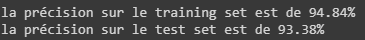 la précision sur le training set est de 94.84%
la précision sur le test set est de 93.38%